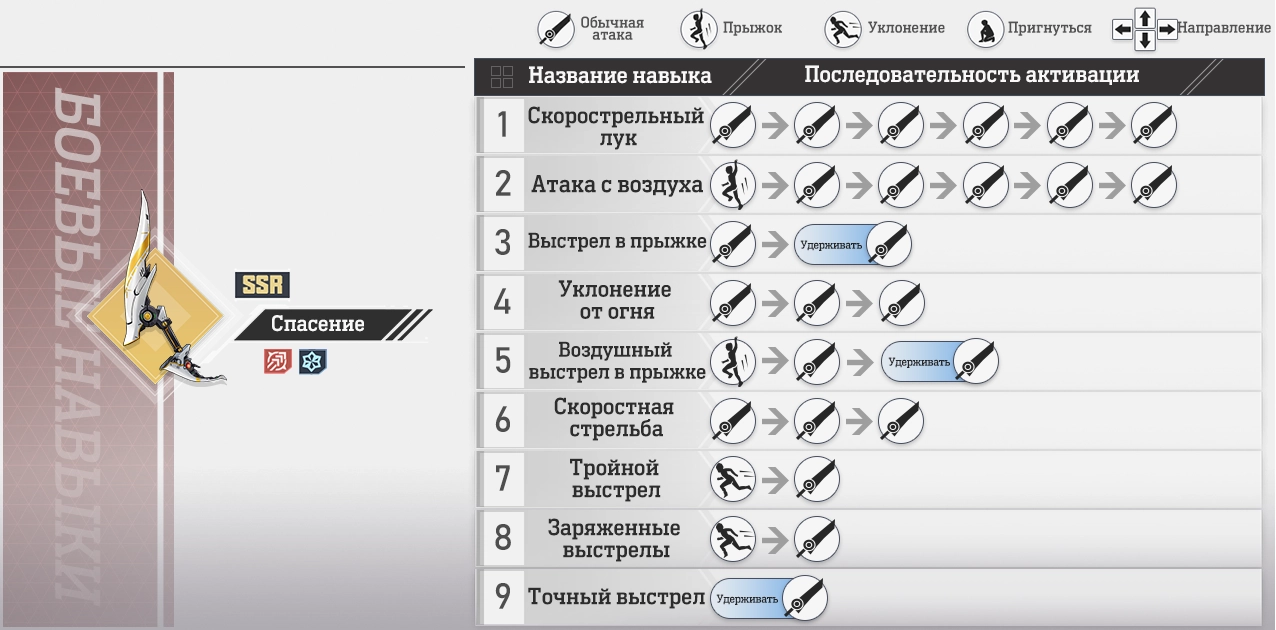 Обычная
атака
Прыжок
Уклонение
Пригнуться
Направление
Название навыка
Последовательность активации
БОЕВЫЕ НАВЫКИ
SSR
Спасение
1
Скорострельный
лук
2
Атака с воздуха
3
Выстрел в прыжке
Удерживать
4
Уклонение
от огня
5
Воздушный
выстрел в прыжке
Удерживать
6
Скоростная
стрельба
7
Тройной
выстрел
8
Заряженные
выстрелы
9
Точный выстрел
Удерживать